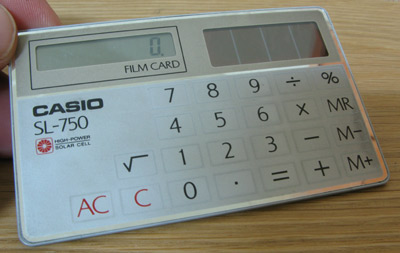 0.
FILM CARD
CASIO
SL-750
HIGH-POWER
SOLAR CELL
7 8 9 ÷ %
4 5 6 × MR
√ 1 2 3 − M−
AC C 0 · = + M+